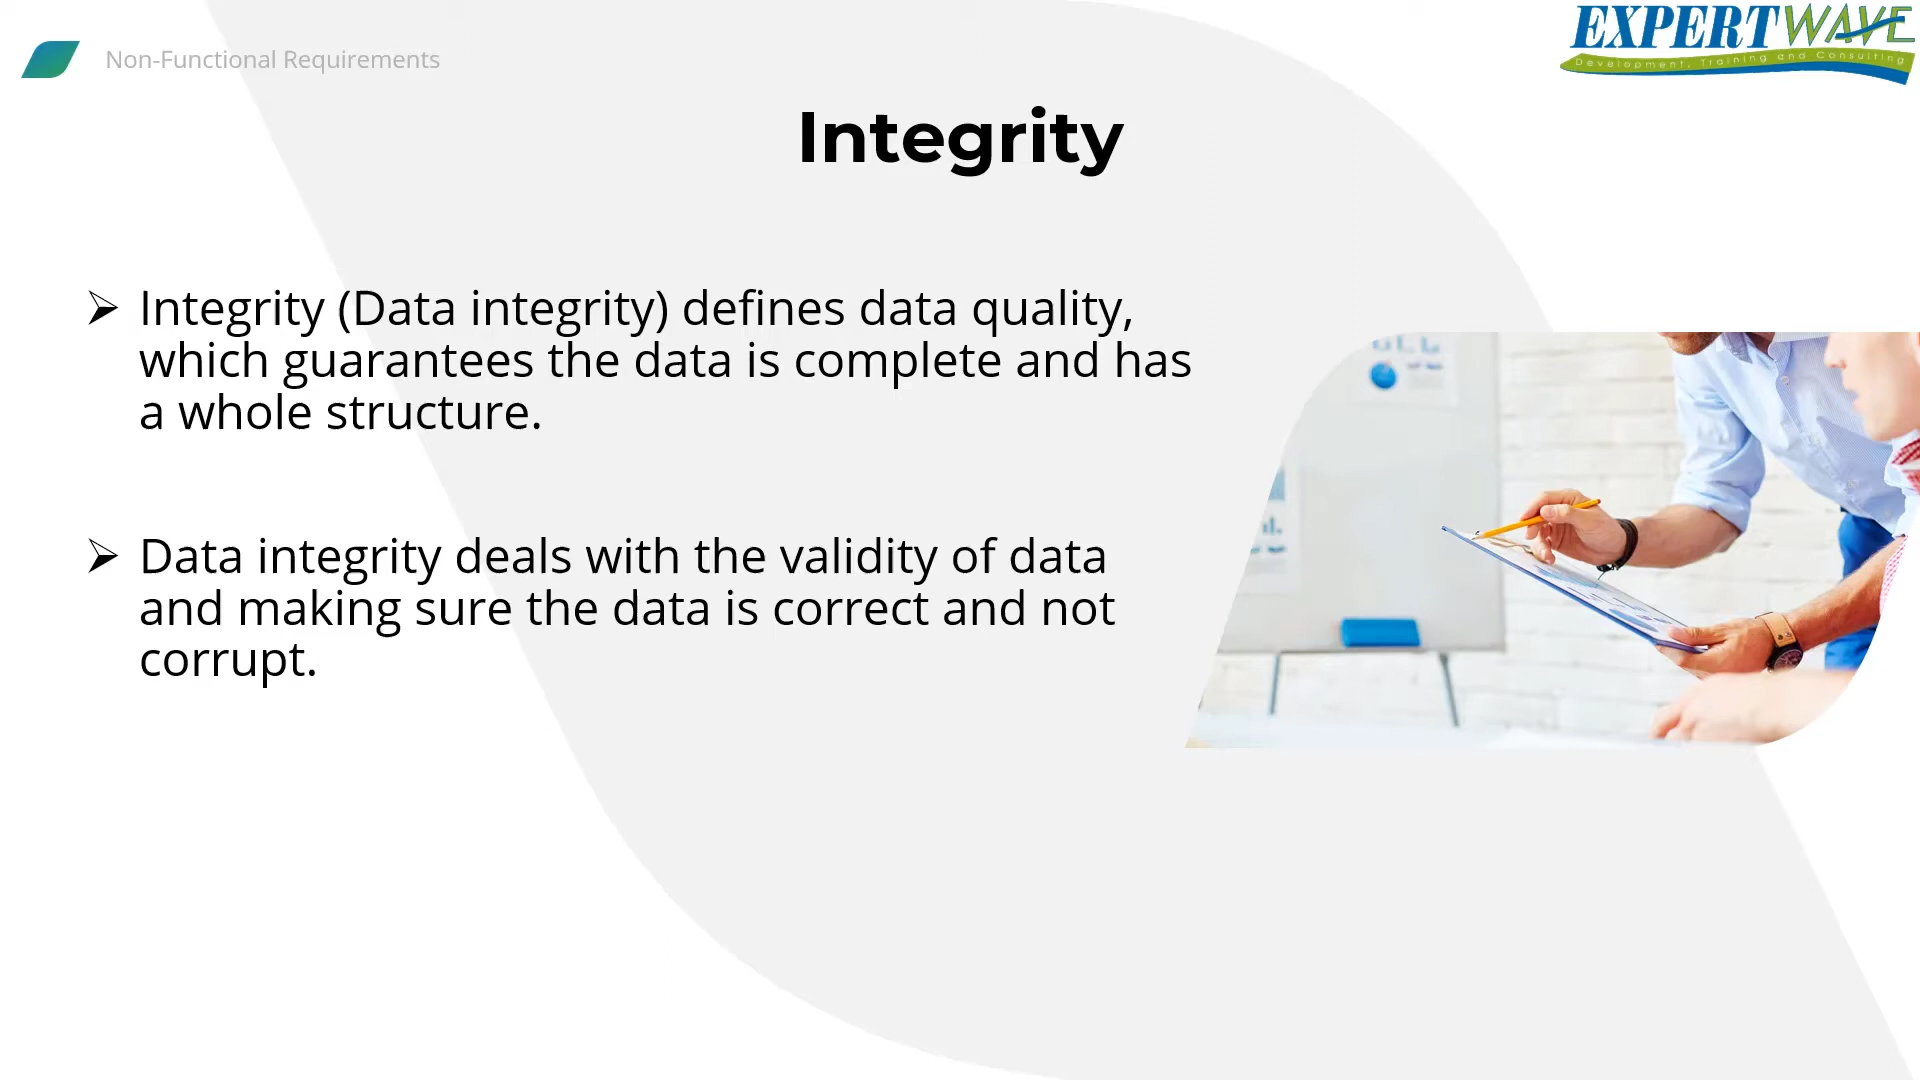 Non-Functional Requirements
EXPERTWAVE
Development, Training and Consulting
Integrity
➢ Integrity (Data integrity) defines data quality,
which guarantees the data is complete and has
a whole structure.
➢ Data integrity deals with the validity of data
and making sure the data is correct and not
corrupt.